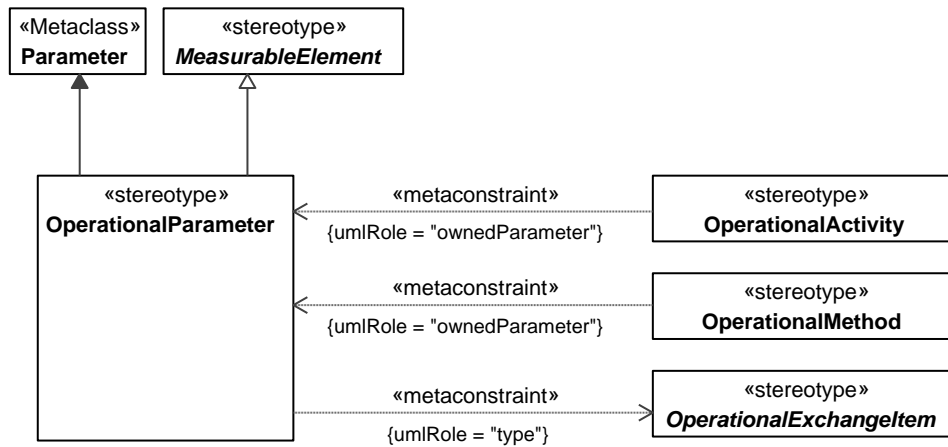 «Metaclass»
Parameter
«stereotype»
MeasurableElement
«stereotype»
OperationalParameter
«metaconstraint»
{umlRole = "ownedParameter"}
«stereotype»
OperationalActivity
«metaconstraint»
{umlRole = "ownedParameter"}
«stereotype»
OperationalMethod
«metaconstraint»
{umlRole = "type"}
«stereotype»
OperationalExchangeItem